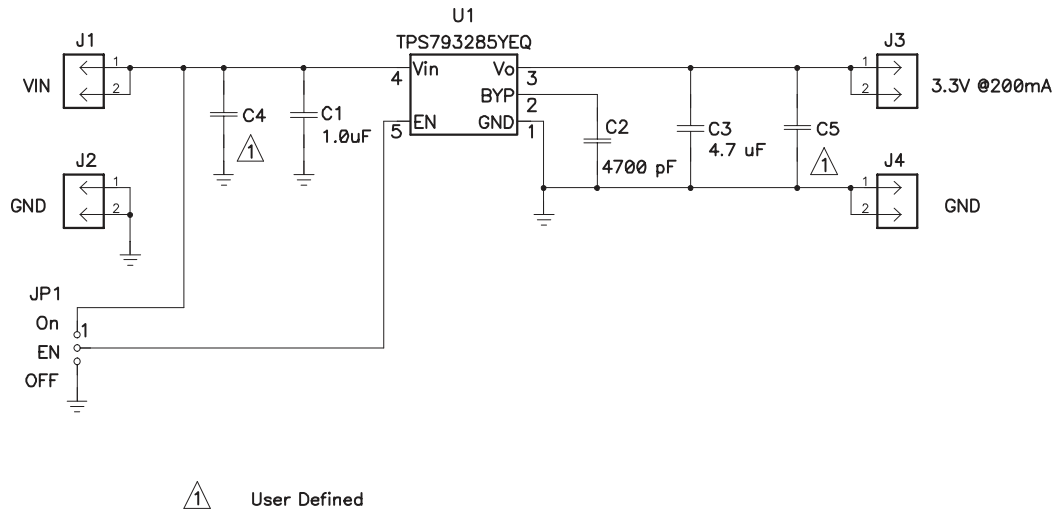 U1
TPS793285YEQ
J1
1
2
VIN
J2
1
2
GND
JP1
On
1
EN
OFF
C4
1
C1
1.0uF
4 Vin
5 EN
Vo 3
BYP 2
GND 1
C2
4700 pF
C3
4.7 uF
C5
1
J3
1
2
3.3V @200mA
J4
1
2
GND
1 User Defined